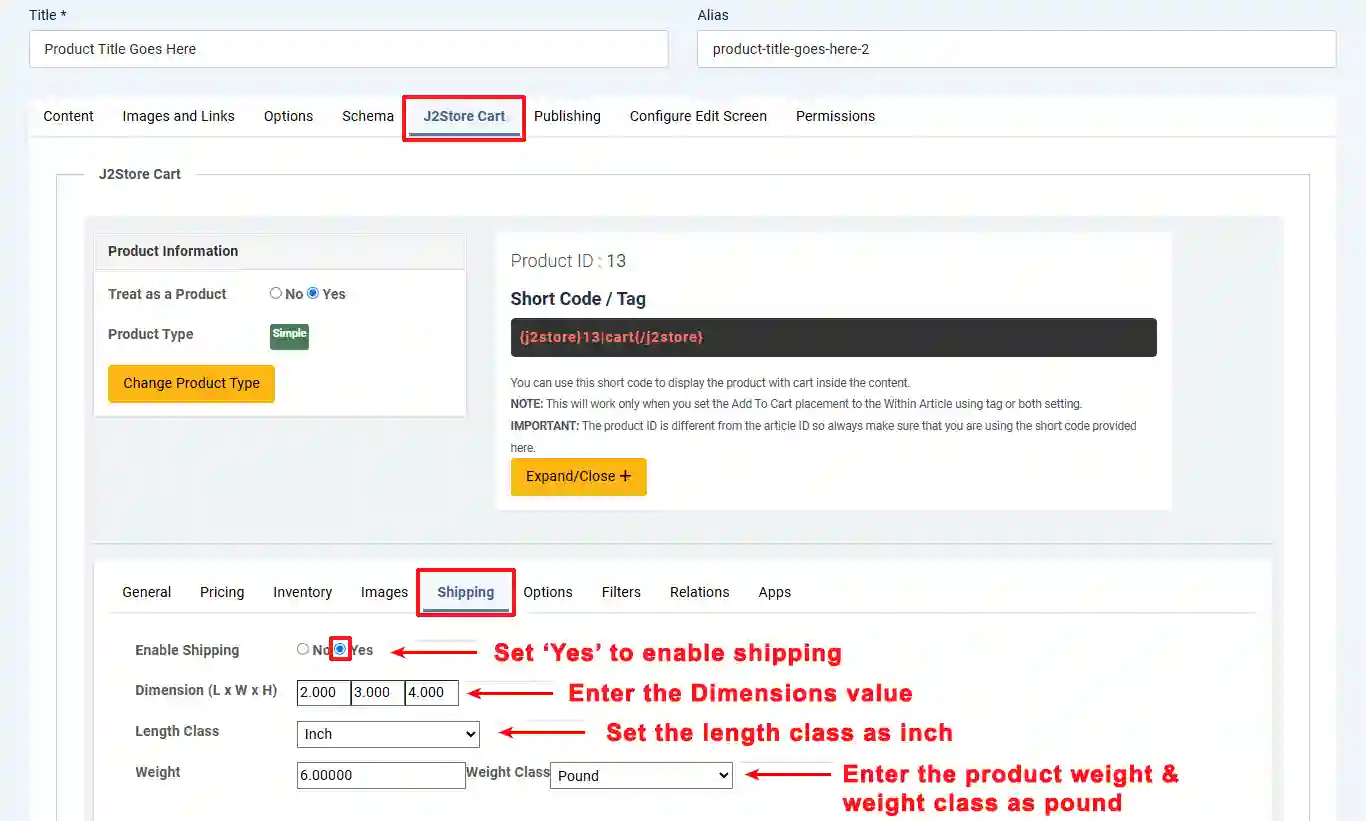 Title * Alias
Product Title Goes Here product-title-goes-here-2
Content Images and Links Options Schema J2Store Cart Publishing Configure Edit Screen Permissions
J2Store Cart
Product Information
Treat as a Product No Yes
Product Type Simple
Change Product Type
Product ID : 13
Short Code / Tag
{j2store}13|cart{/j2store}
You can use this short code to display the product with cart inside the content.
NOTE: This will work only when you set the Add To Cart placement to the Within Article using tag or both setting.
IMPORTANT: The product ID is different from the article ID so always make sure that you are using the short code provided
here.
Expand/Close +
General Pricing Inventory Images Shipping Options Filters Relations Apps
Enable Shipping No Yes Set ‘Yes’ to enable shipping
Dimension (L x W x H) 2.000 3.000 4.000 Enter the Dimensions value
Length Class Inch Set the length class as inch
Weight 6.00000 Weight Class Pound Enter the product weight &
weight class as pound